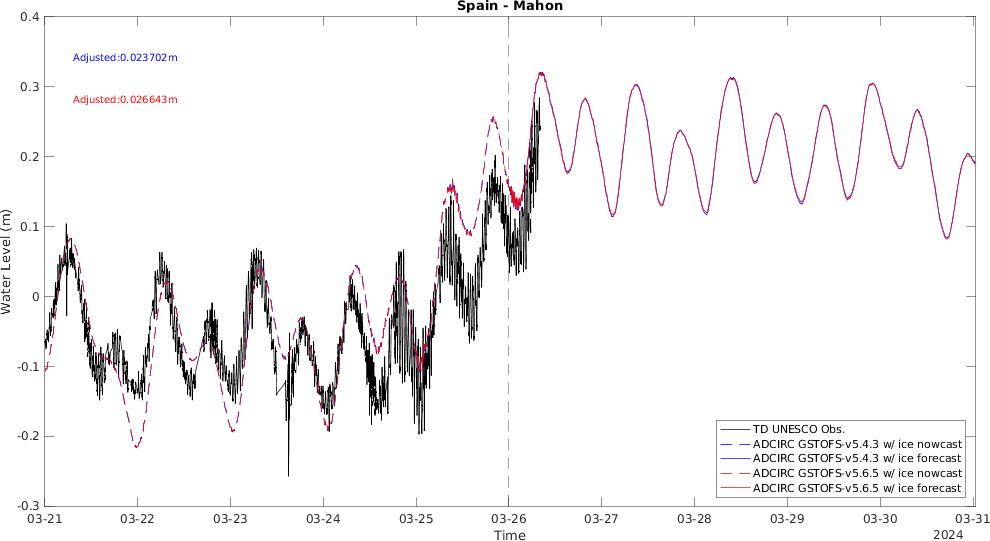 Spain - Mahon
Adjusted:0.023702m
Adjusted:0.026643m
Water Level (m)
0.4
0.3
0.2
0.1
0
-0.1
-0.2
-0.3
TD UNESCO Obs.
ADCIRC GSTOFS-v5.4.3 w/ ice nowcast
ADCIRC GSTOFS-v5.4.3 w/ ice forecast
ADCIRC GSTOFS-v5.6.5 w/ ice nowcast
ADCIRC GSTOFS-v5.6.5 w/ ice forecast
03-21 03-22 03-23 03-24 03-25 03-26 03-27 03-28 03-29 03-30 03-31
Time
2024